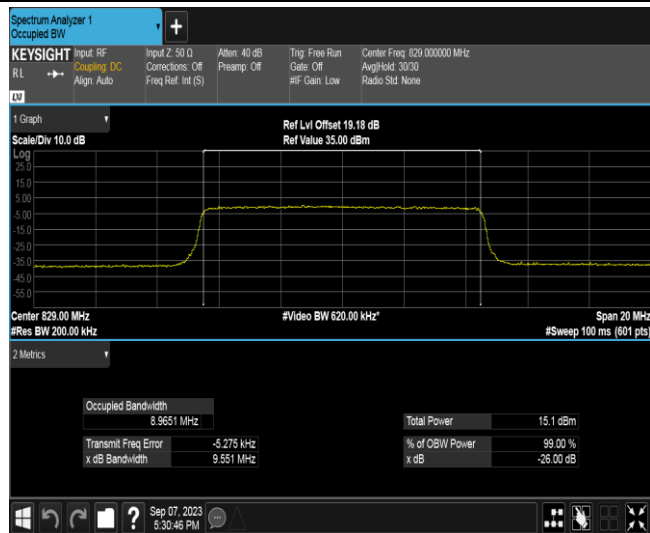 Spectrum Analyzer 1
Occupied BW
+
KEYSIGHT Input: RF Input Z: 50 Ω Atten: 40 dB Trig: Free Run Center Freq: 829.000000 MHz
RL Coupling: DC Corrections: Off Preamp: Off Gate: Off Avg|Hold: 30/30
Align: Auto Freq Ref: Int (S) #IF Gain: Low Radio Std: None
LXI
1 Graph
Ref Lvl Offset 19.18 dB
Scale/Div 10.0 dB Ref Value 35.00 dBm
Log
25.0
15.0
5.00
-5.00
-15.0
-25.0
-35.0
-45.0
-55.0
Center 829.00 MHz #Video BW 620.00 kHz* Span 20 MHz
#Res BW 200.00 kHz #Sweep 100 ms (601 pts)
2 Metrics
Occupied Bandwidth
8.9651 MHz Total Power 15.1 dBm
Transmit Freq Error -5.275 kHz % of OBW Power 99.00 %
x dB Bandwidth 9.551 MHz x dB -26.00 dB
?
Sep 07, 2023
5:30:46 PM